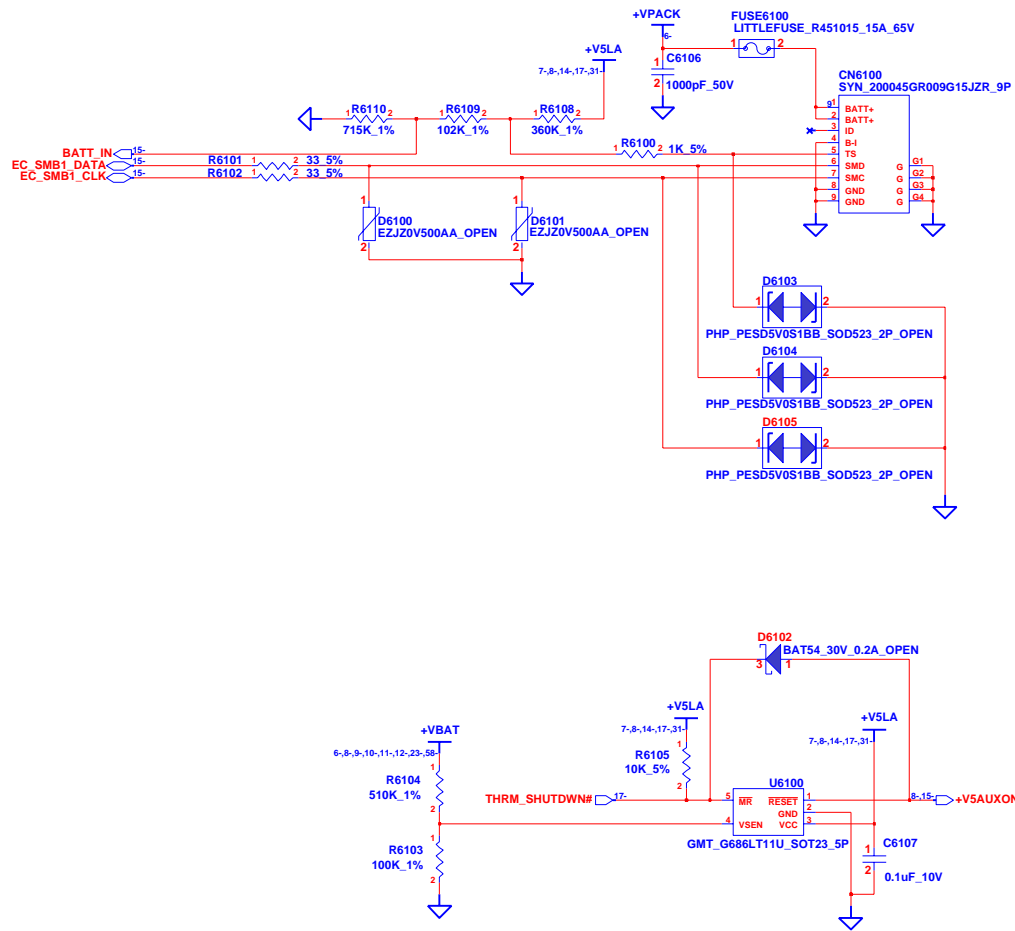 +VPACK
6-
FUSE6100
LITTLEFUSE_R451015_15A_65V
1
2
+V5LA
7-,8-,14-,17-,31-
1
C6106
2
1000pF_50V
CN6100
SYN_200045GR009G15JZR_9P
1 R6110 2
715K_1%
1 R6109 2
102K_1%
1 R6108 2
360K_1%
9
1 BATT+
2 BATT+
3 ID
4 B-I
5 TS
6 SMD
7 SMC
8 GND
9 GND
G G1
G G2
G G3
G G4
R6100
1 2 1K_5%
BATT_IN 15-
EC_SMB1_DATA 15-
EC_SMB1_CLK 15-
R6101 1 2 33_5%
R6102 1 2 33_5%
1
D6100
EZJZ0V500AA_OPEN
2
1
D6101
EZJZ0V500AA_OPEN
2
D6103
1 2
PHP_PESD5V0S1BB_SOD523_2P_OPEN
D6104
1 2
PHP_PESD5V0S1BB_SOD523_2P_OPEN
D6105
1 2
PHP_PESD5V0S1BB_SOD523_2P_OPEN
D6102
BAT54_30V_0.2A_OPEN
3 1
+V5LA
7-,8-,14-,17-,31-
+V5LA
7-,8-,14-,17-,31-
+VBAT
6-,8-,9-,10-,11-,12-,23-,58-
1
R6104
510K_1%
2
1
R6105
10K_5%
2
U6100
THRM_SHUTDWN# 17-
5 MR RESET 1
GND 2
4 VSEN VCC 3
8-,15- +V5AUXON
GMT_G686LT11U_SOT23_5P
1
R6103
100K_1%
2
1
C6107
2
0.1uF_10V